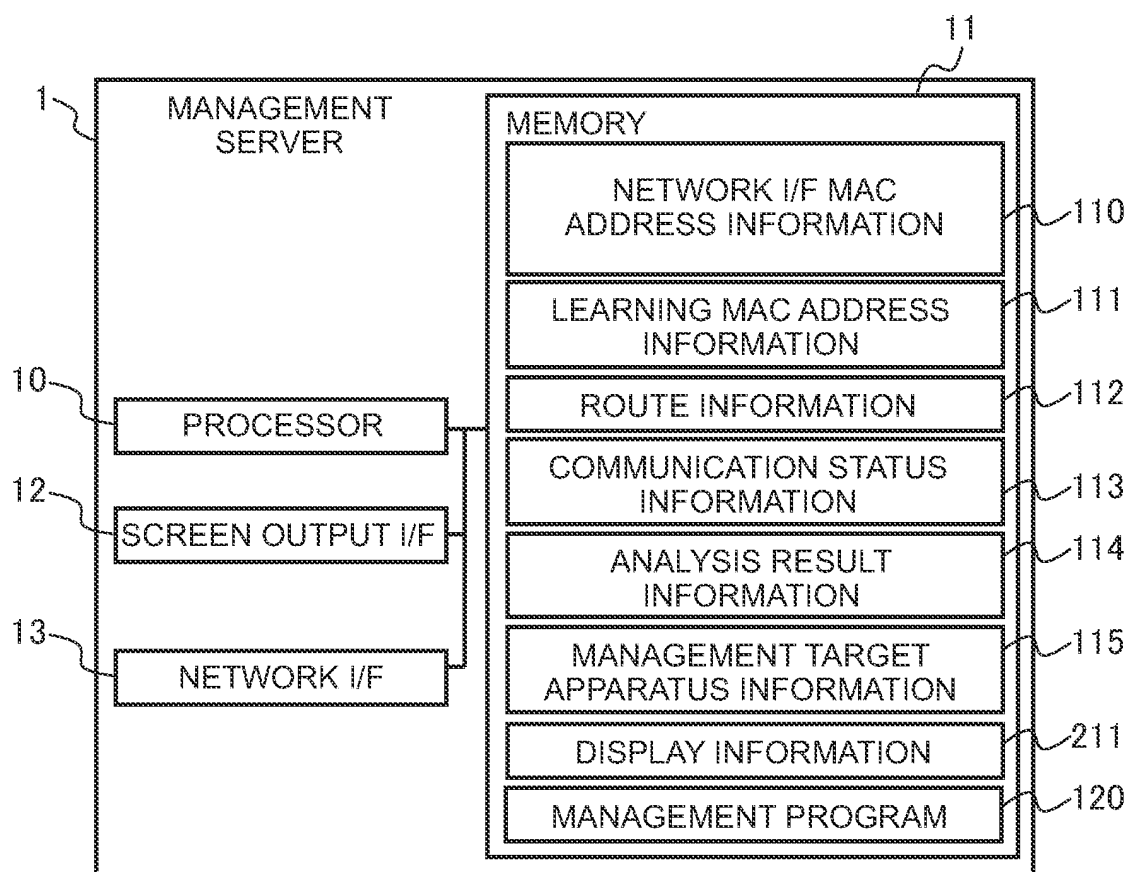 11
1
MANAGEMENT
SERVER
MEMORY
NETWORK I/F MAC
ADDRESS INFORMATION
110
LEARNING MAC ADDRESS
INFORMATION
111
10
PROCESSOR
ROUTE INFORMATION
112
COMMUNICATION STATUS
INFORMATION
113
12
SCREEN OUTPUT I/F
ANALYSIS RESULT
INFORMATION
114
13
NETWORK I/F
MANAGEMENT TARGET
APPARATUS INFORMATION
115
DISPLAY INFORMATION
211
MANAGEMENT PROGRAM
120